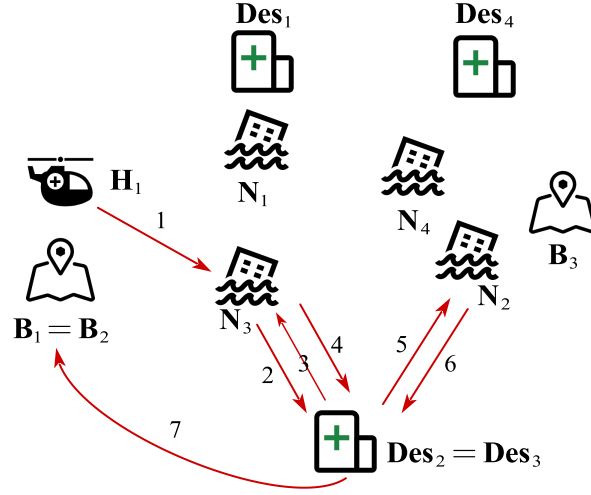 Des₁
Des₄
H₁
N₁
1
N₄
B₃
B₁ = B₂
N₃
N₂
2
3
4
5
6
7
Des₂ = Des₃